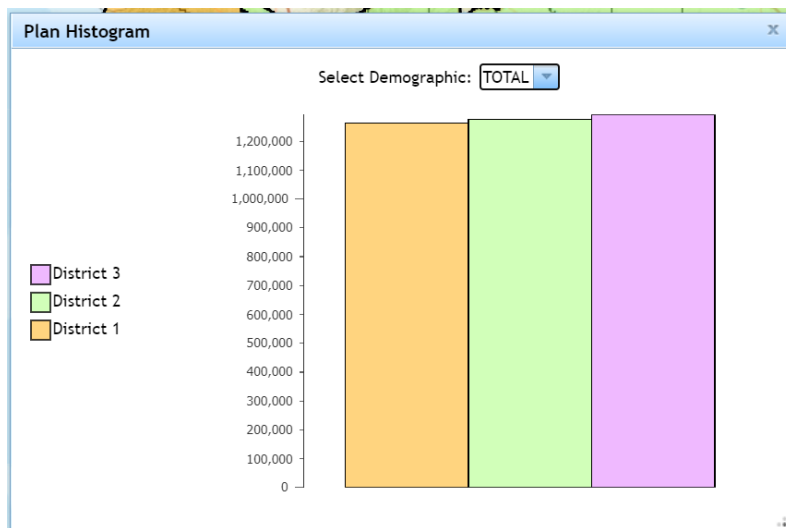 Plan Histogram
x
Select Demographic: TOTAL
1,200,000
1,100,000
1,000,000
900,000
800,000
700,000
600,000
500,000
400,000
300,000
200,000
100,000
0
District 3
District 2
District 1